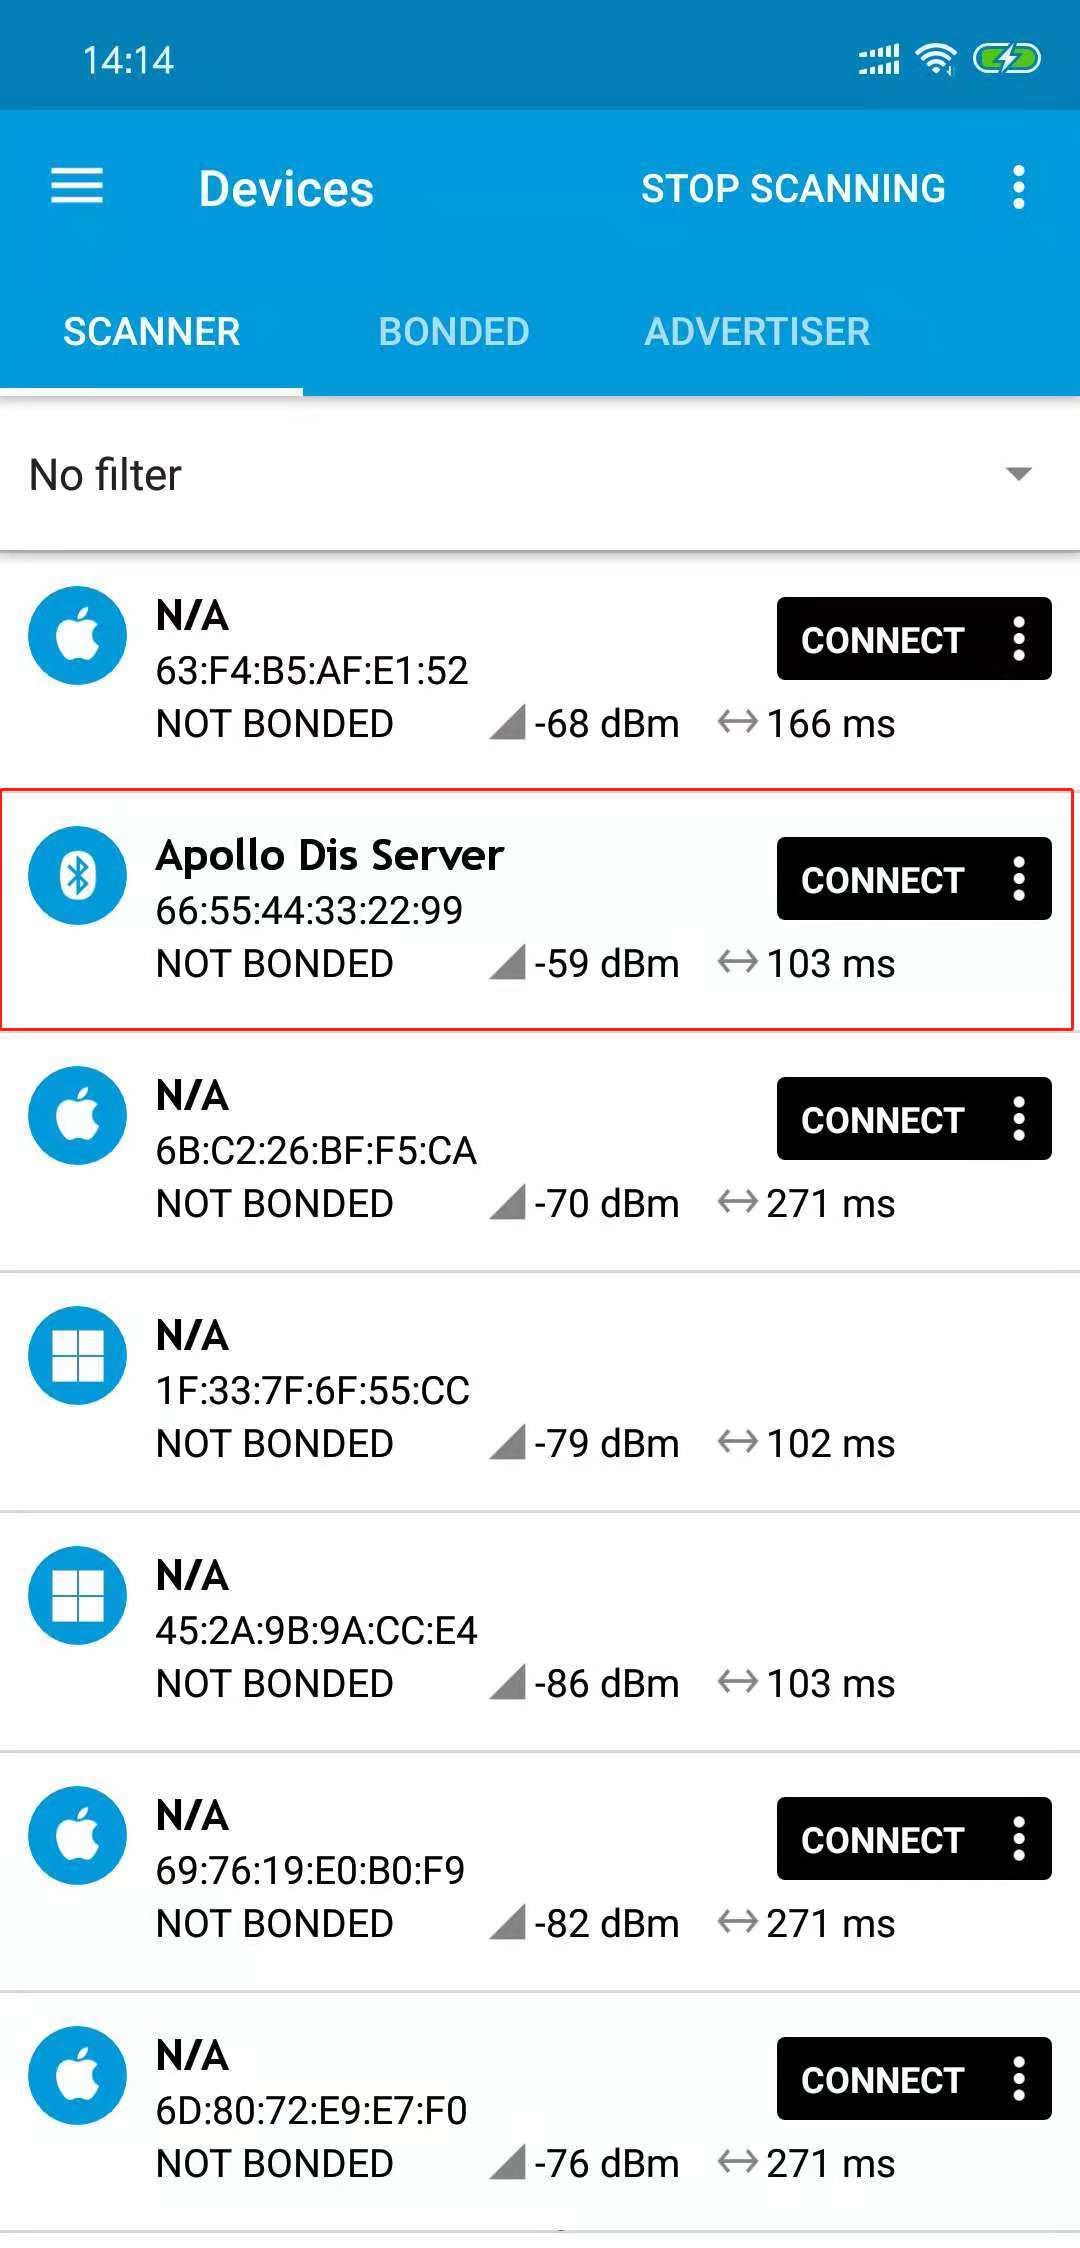 14:14
Devices STOP SCANNING
SCANNER BONDED ADVERTISER
No filter
N/A
CONNECT
63:F4:B5:AF:E1:52
NOT BONDED -68 dBm 166 ms
Apollo Dis Server
CONNECT
66:55:44:33:22:99
NOT BONDED -59 dBm 103 ms
N/A
CONNECT
6B:C2:26:BF:F5:CA
NOT BONDED -70 dBm 271 ms
N/A
1F:33:7F:6F:55:CC
NOT BONDED -79 dBm 102 ms
N/A
45:2A:9B:9A:CC:E4
NOT BONDED -86 dBm 103 ms
N/A
CONNECT
69:76:19:E0:B0:F9
NOT BONDED -82 dBm 271 ms
N/A
CONNECT
6D:80:72:E9:E7:F0
NOT BONDED -76 dBm 271 ms